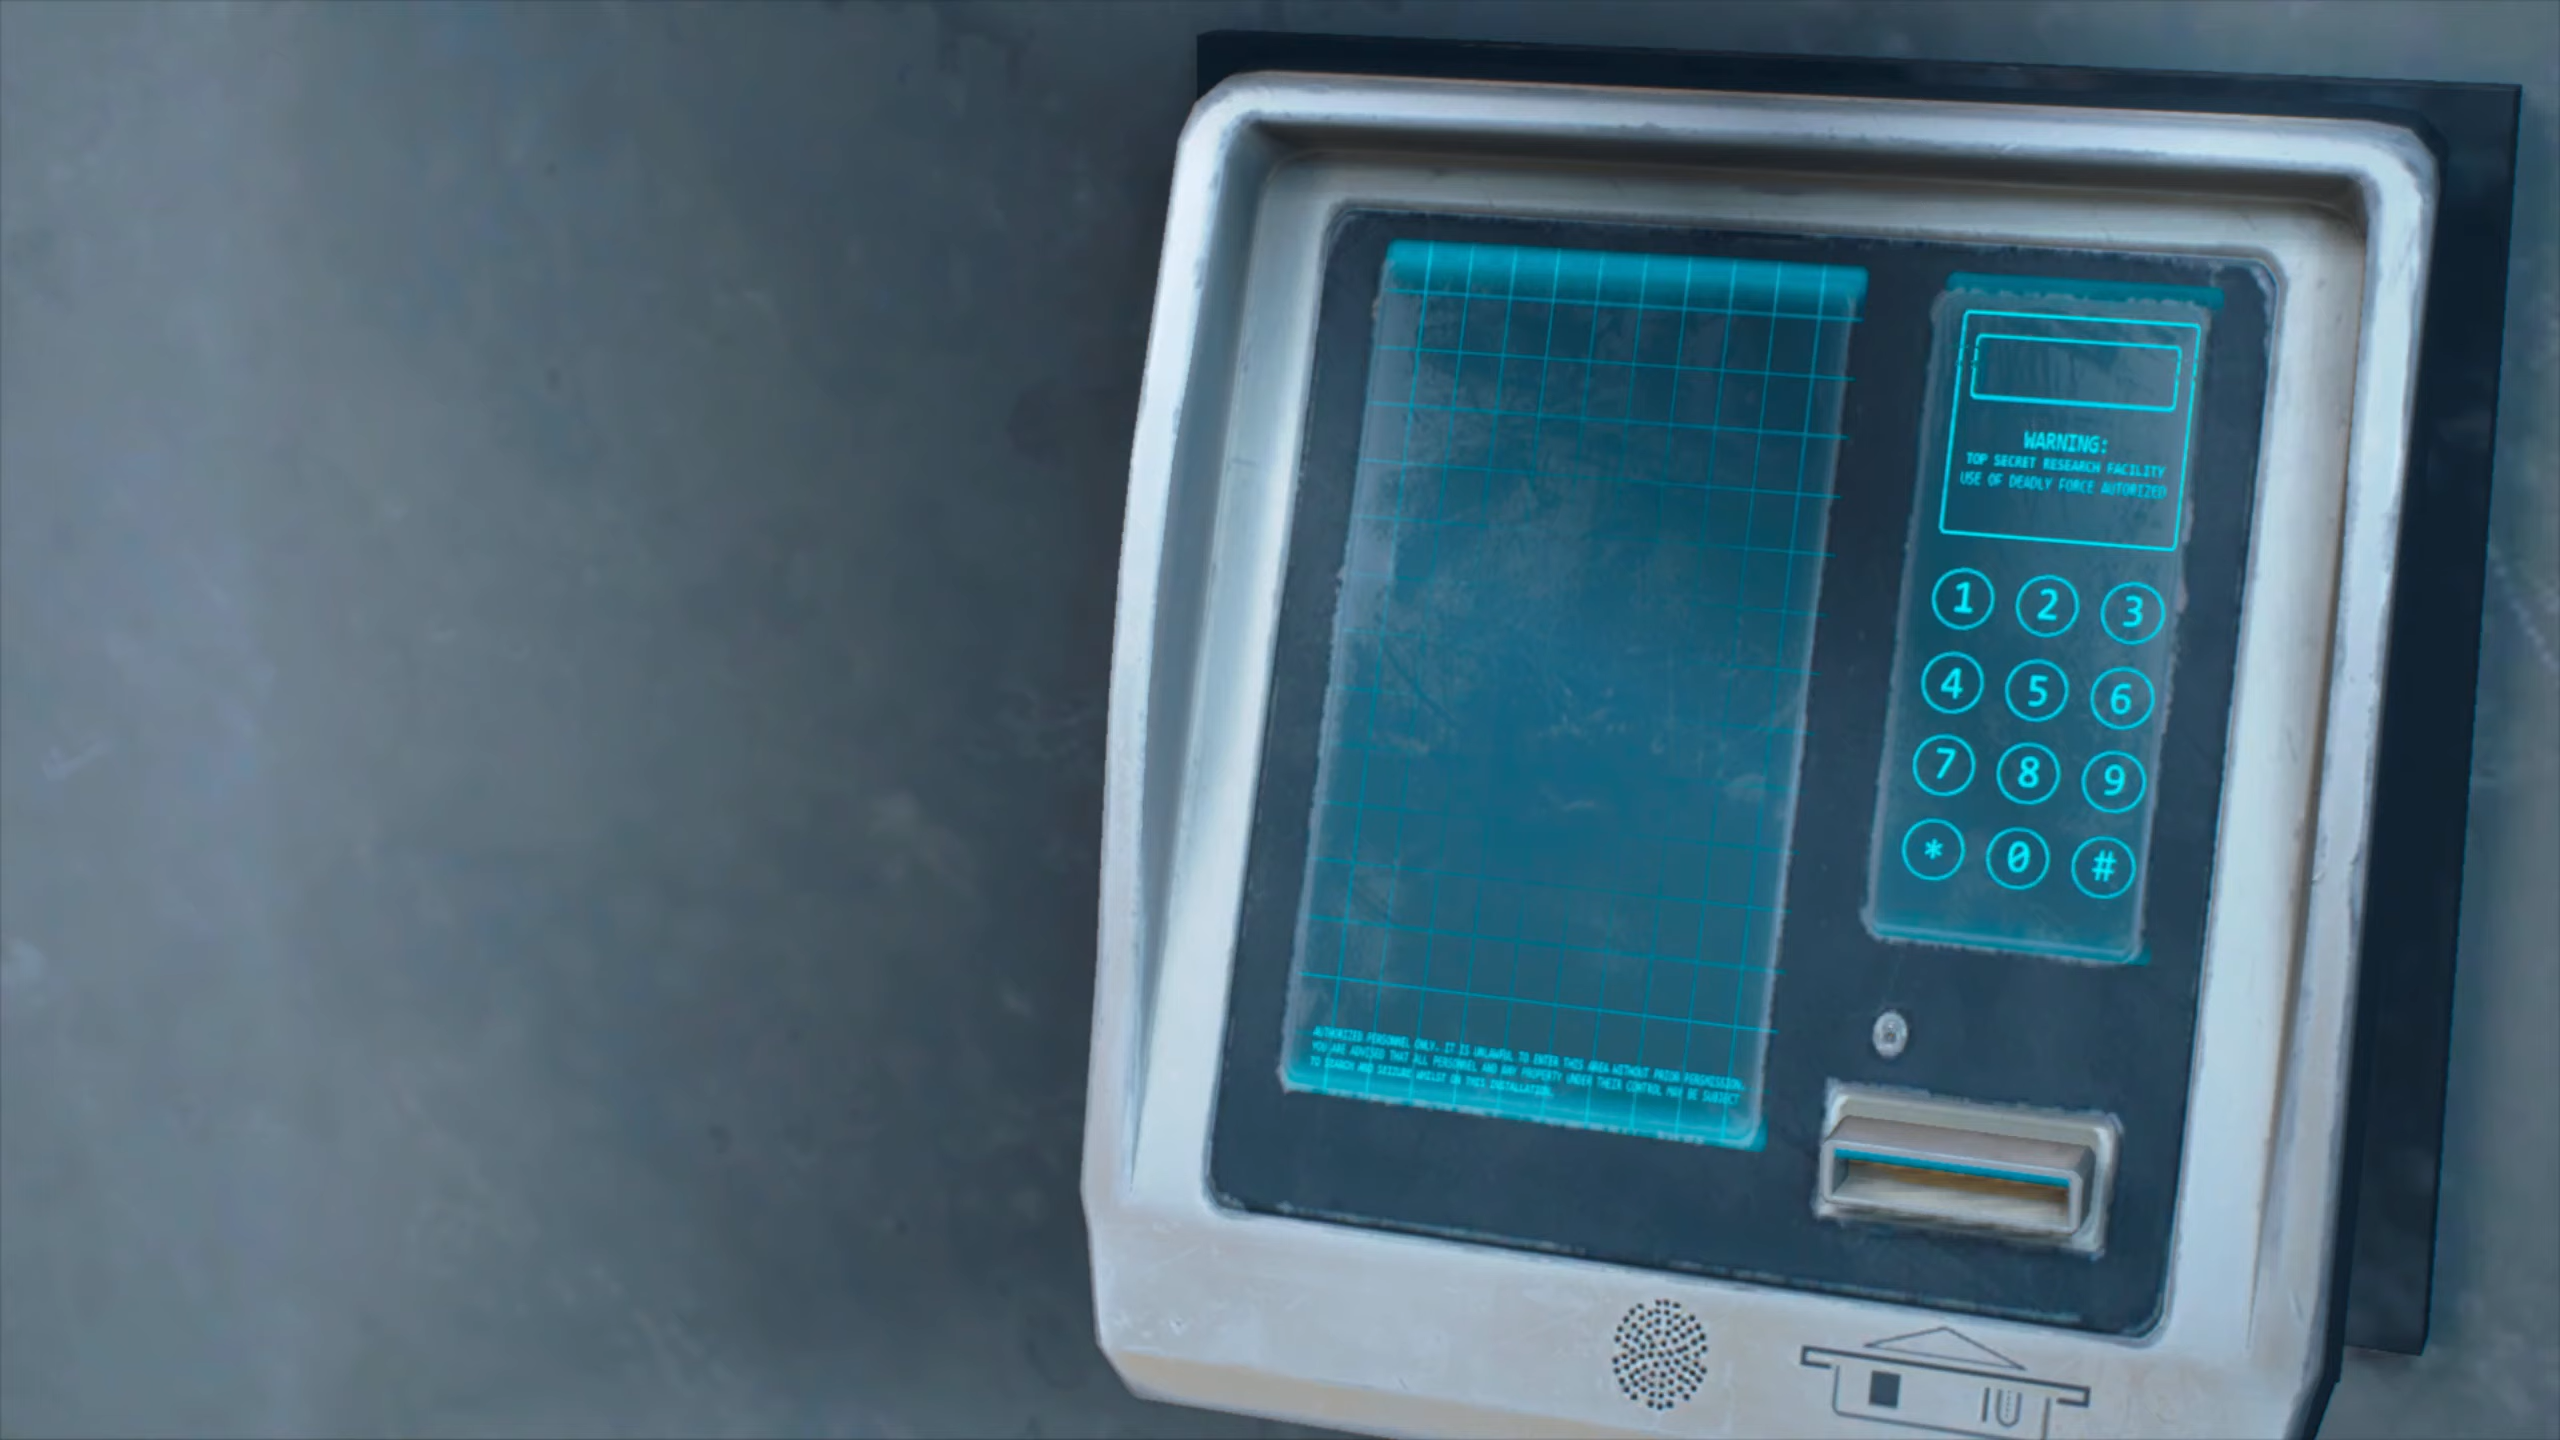 WARNING:
TOP SECRET RESEARCH FACILITY
USE OF DEADLY FORCE AUTORIZED
1 2 3
4 5 6
7 8 9
* 0 #
AUTHORIZED PERSONNEL ONLY. IT IS UNLAWFUL TO ENTER THIS AREA WITHOUT PRIOR PERSMISSION.
YOU ARE ADVISED THAT ALL PERSONNEL AND ANY PROPERTY UNDER THEIR CONTROL MAY BE SUBJECT
TO SEARCH AND SEIZURE WHILST ON THIS INSTALLATION.